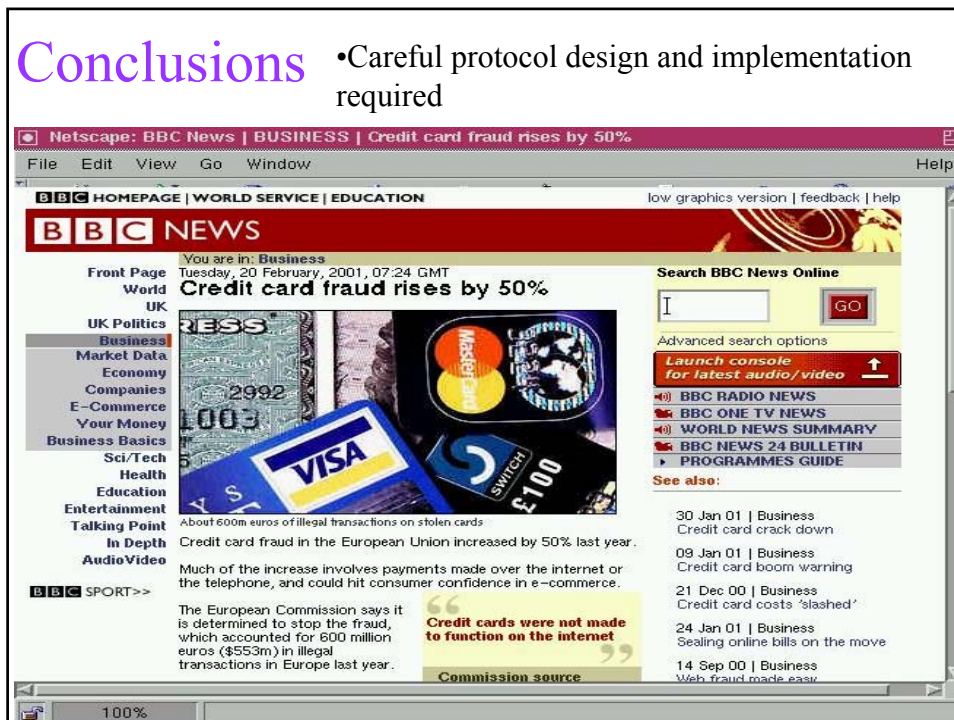 Conclusions
•Careful protocol design and implementation
required
Netscape: BBC News | BUSINESS | Credit card fraud rises by 50%
File Edit View Go Window Help
BBC HOMEPAGE | WORLD SERVICE | EDUCATION
low graphics version | feedback | help
BBC NEWS
You are in: Business
Front Page
World
UK
UK Politics
Business
Market Data
Economy
Companies
E-Commerce
Your Money
Business Basics
Sci/Tech
Health
Education
Entertainment
Talking Point
In Depth
AudioVideo
BBC SPORT>>
Tuesday, 20 February, 2001, 07:24 GMT
Credit card fraud rises by 50%
RESS
2992
1003
VISA
MasterCard
SWITCH
£100
About 600m euros of illegal transactions on stolen cards
Credit card fraud in the European Union increased by 50% last year.
Much of the increase involves payments made over the internet or
the telephone, and could hit consumer confidence in e-commerce.
The European Commission says it
is determined to stop the fraud,
which accounted for 600 million
euros ($553m) in illegal
transactions in Europe last year.
“
Credit cards were not made
to function on the internet
”
Commission source
Search BBC News Online
GO
Advanced search options
Launch console
for latest audio/video
BBC RADIO NEWS
BBC ONE TV NEWS
WORLD NEWS SUMMARY
BBC NEWS 24 BULLETIN
PROGRAMMES GUIDE
See also:
30 Jan 01 | Business
Credit card crack down
09 Jan 01 | Business
Credit card boom warning
21 Dec 00 | Business
Credit card costs 'slashed'
24 Jan 01 | Business
Sealing online bills on the move
14 Sep 00 | Business
Web fraud made easy
100%